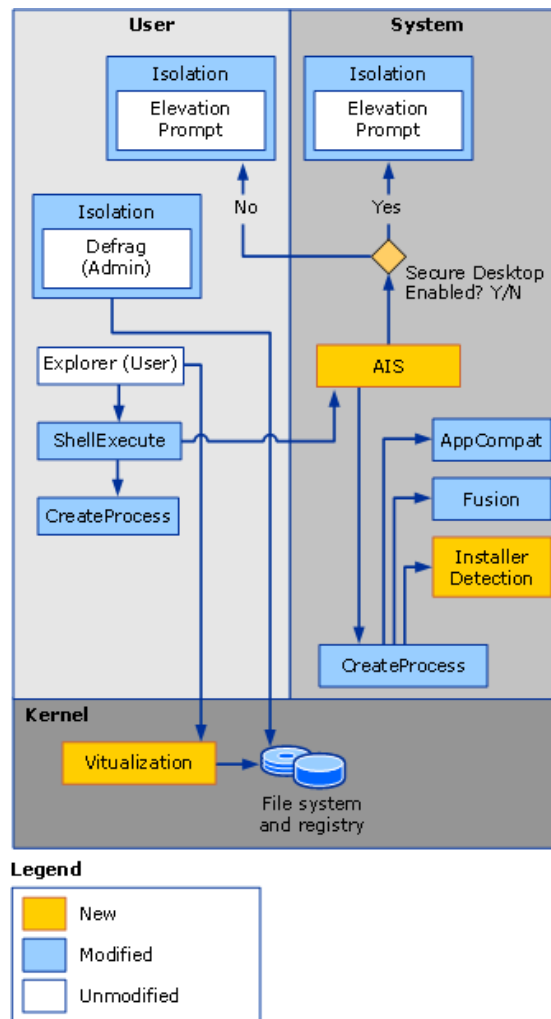 User
System
Isolation
Elevation
Prompt
Isolation
Elevation
Prompt
No
Yes
Isolation
Defrag
(Admin)
Secure Desktop
Enabled? Y/N
Explorer (User)
AIS
ShellExecute
AppCompat
CreateProcess
Fusion
Installer
Detection
CreateProcess
Kernel
Vitualization
File system
and registry
Legend
New
Modified
Unmodified